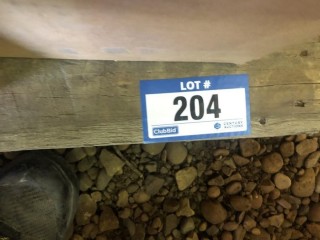 LOT #
204
ClubBid
CENTURY
AUCTIONS